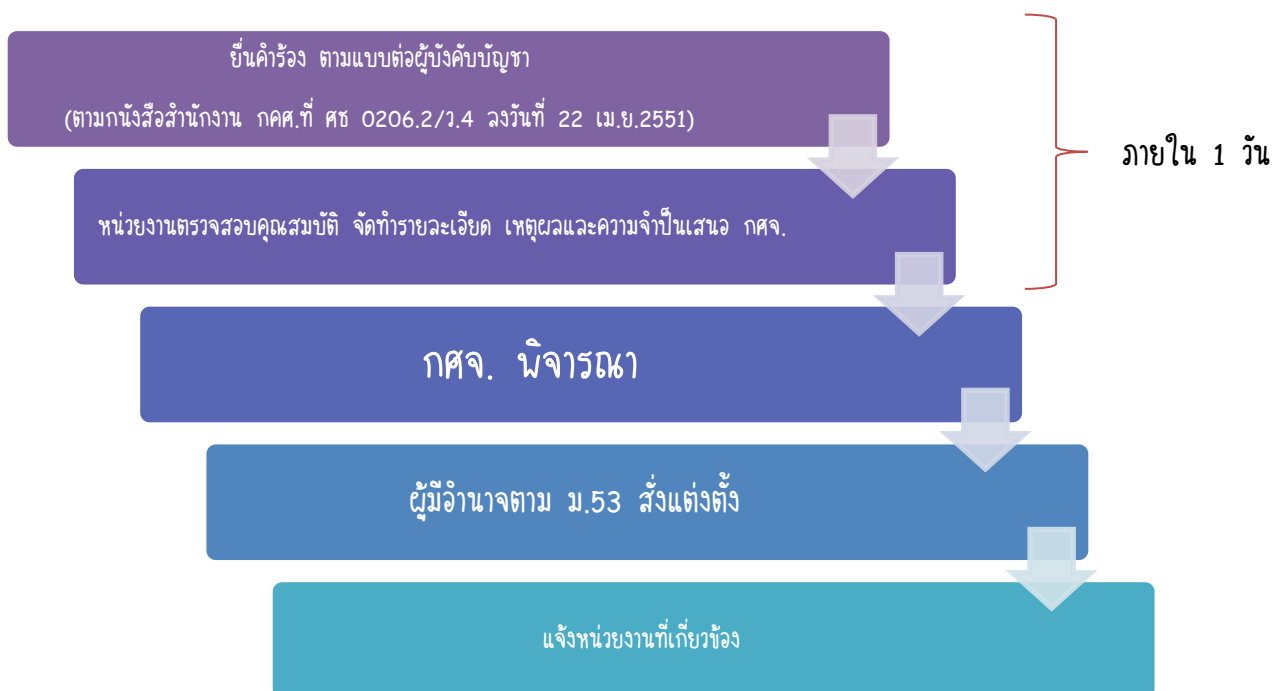 ยื่นคำร้อง ตามแบบต่อผู้บังคับบัญชา
(ตามกนังสือสำนักงาน กคศ.ที่ ศธ 0206.2/ว.4 ลงวันที่ 22 เม.ย.2551)
ภายใน 1 วัน
หน่วยงานตรวจสอบคุณสมบัติ จัดทำรายละเอียด เหตุผลและความจำป็นเสนอ กศจ.
กศจ. พิจารณา
ผู้มีอำนาจตาม ม.53 สั่งแต่งตั้ง
แจ้งหน่วยงานที่เกี่ยวข้อง